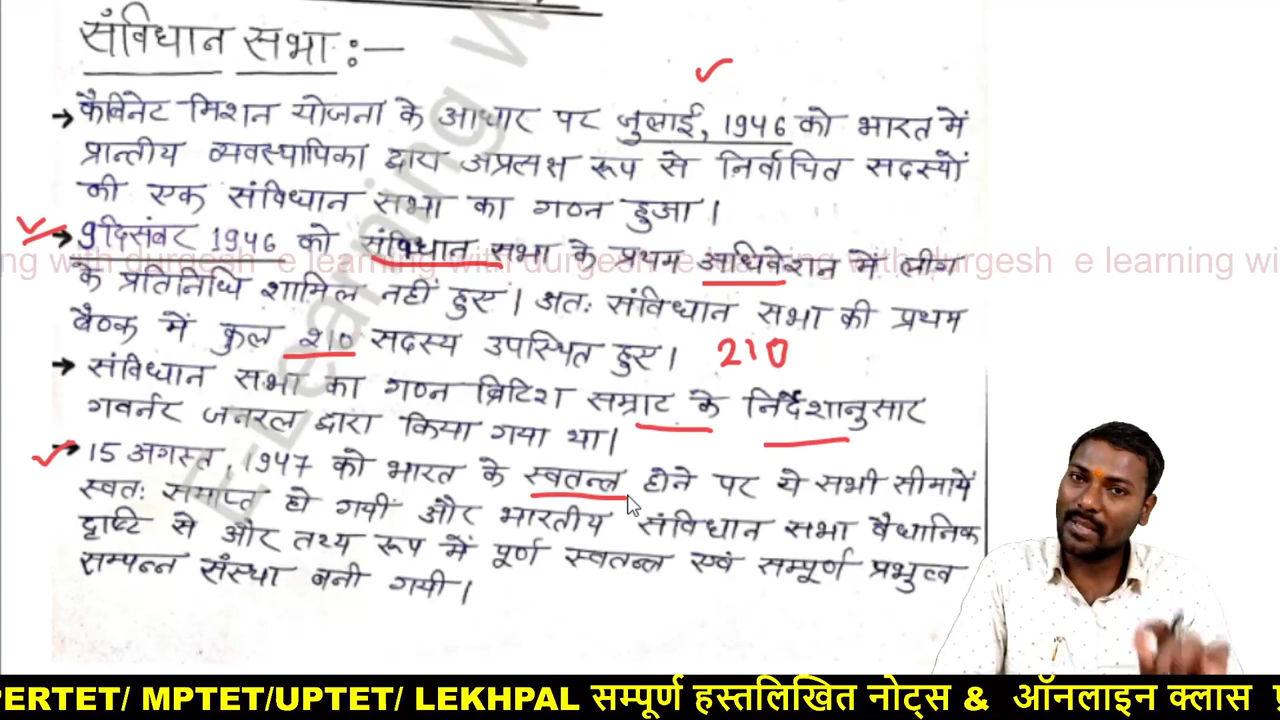 संविधान सभा :-
→ कैबिनेट मिशन योजना के आधार पर जुलाई, 1946 को भारत में
प्रान्तीय व्यवस्थापिका द्वारा अप्रत्यक्ष रूप से निर्वाचित सदस्यों
की एक संविधान सभा का गठन हुआ।
→ 9 दिसंबर 1946 को संविधान सभा के प्रथम अधिवेशन में लीग
ing with durgesh e learning with durgesh e learning wi
के प्रतिनिधि शामिल नहीं हुए। अतः संविधान सभा की प्रथम
बैठक में कुल २10 सदस्य उपस्थित हुए। 210
→ संविधान सभा का गठन ब्रिटिश सम्राट के निर्देशानुसार
गवर्नर जनरल द्वारा किया गया था।
→ 15 अगस्त, 1947 को भारत के स्वतन्त्र होने पर ये सभी सीमायें
स्वतः समाप्त हो गयीं और भारतीय संविधान सभा वैधानिक
दृष्टि से और तथ्य रूप में पूर्ण स्वतन्त्र एवं सम्पूर्ण प्रभुत्व
सम्पन्न संस्था बनी गयी।
E-Learning W
PERTET/ MPTET/UPTET/ LEKHPAL सम्पूर्ण हस्तलिखित नोट्स & ऑनलाइन क्लास